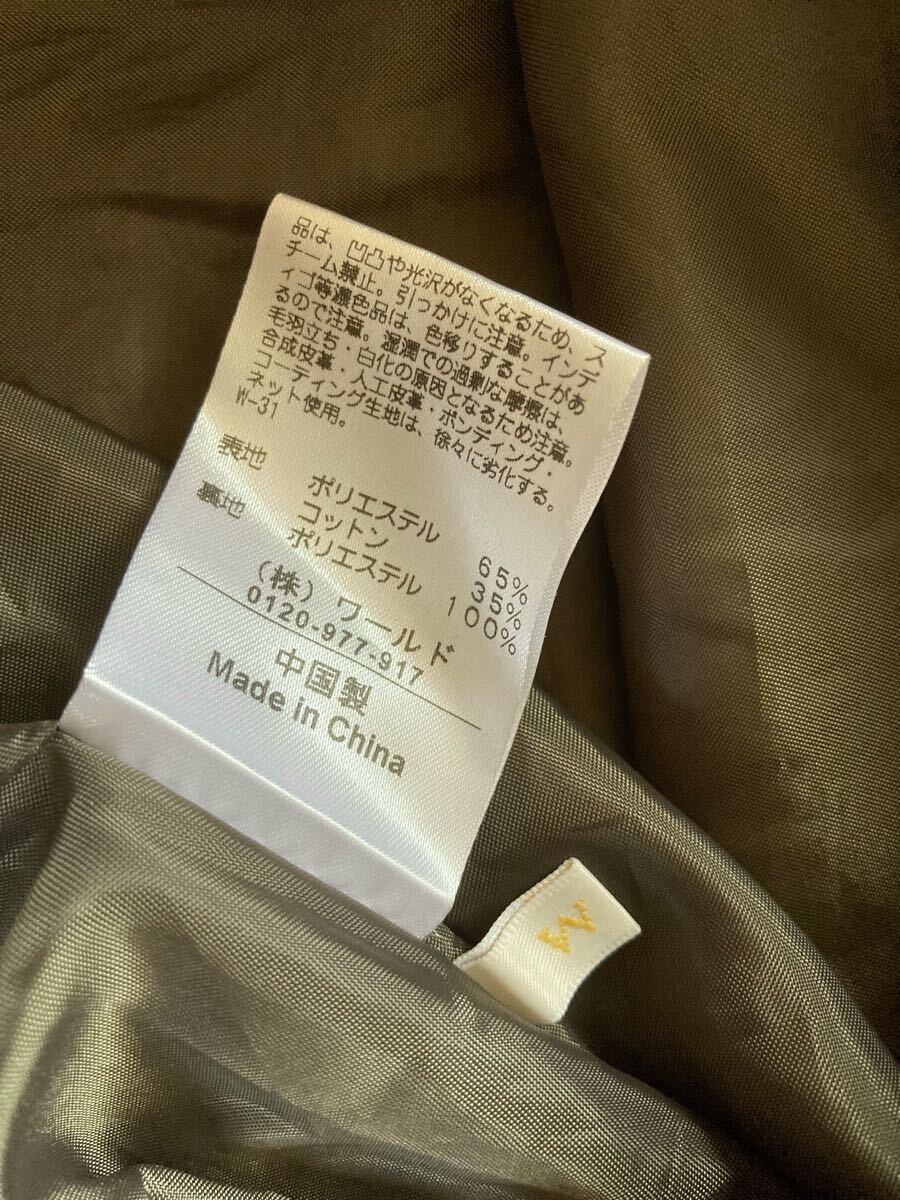 品は、凹凸や光沢がなくなるため、ス
チーム禁止。引っかけに注意。インデ
ィゴ等濃色品は、色移りすることがあ
るので注意。湿潤での過剰な摩擦は、
毛羽立ち・白化の原因となるため注意。
合成皮革・人工皮革・ボンディング・
コーティング生地は、徐々に劣化する。
ネット使用。
W-31
表地 ポリエステル 65%
コットン 35%
裏地 ポリエステル 100%
(株)ワールド
0120-977-917
中国製
Made in China
M